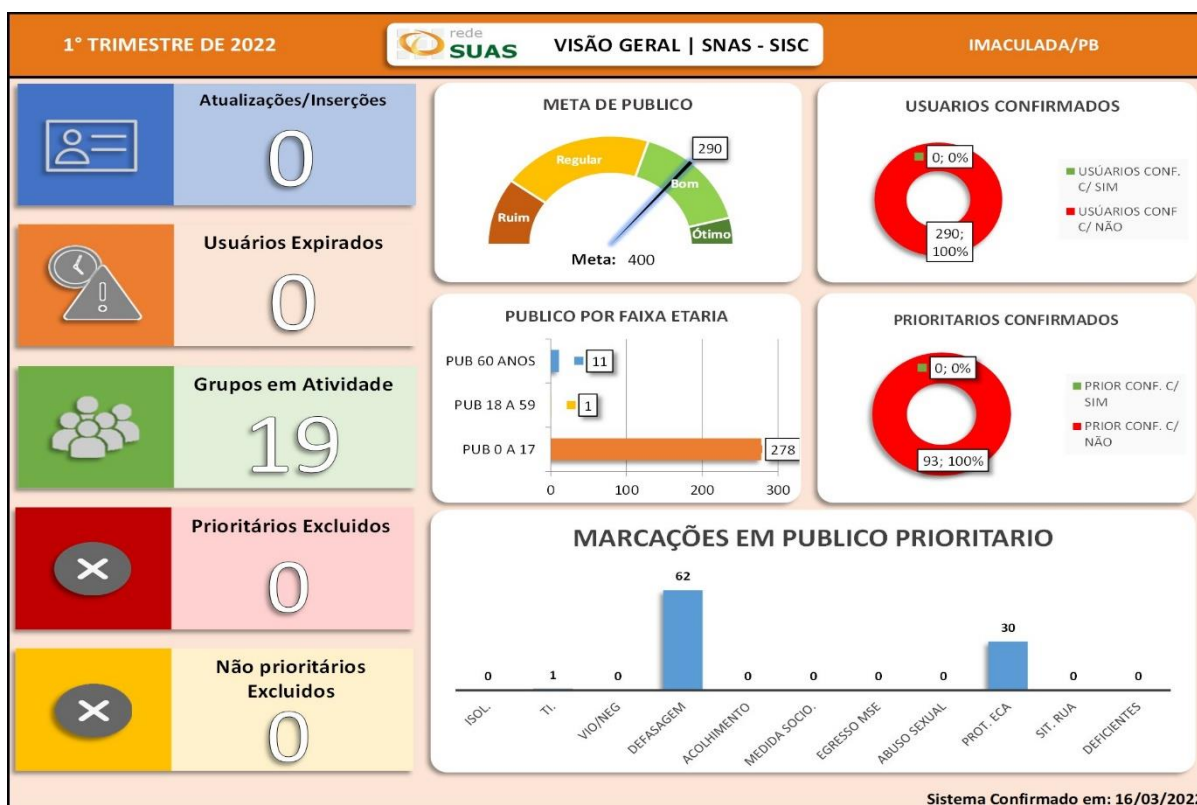 1° TRIMESTRE DE 2022
rede
SUAS
VISÃO GERAL | SNAS - SISC
IMACULADA/PB
Atualizações/Inserções
0
Usuários Expirados
0
Grupos em Atividade
19
Prioritários Excluidos
0
Não prioritários
Excluidos
0
META DE PUBLICO
Ruim
Regular
Bom
Ótimo
290
Meta: 400
USUARIOS CONFIRMADOS
0; 0%
290;
100%
USUÁRIOS CONF.
C/ SIM
USUÁRIOS CONF
C/ NÃO
PUBLICO POR FAIXA ETARIA
PUB 60 ANOS
11
PUB 18 A 59
1
PUB 0 A 17
278
0 100 200 300
PRIORITARIOS CONFIRMADOS
0; 0%
93; 100%
PRIOR CONF. C/
SIM
PRIOR CONF. C/
NÃO
MARCAÇÕES EM PUBLICO PRIORITARIO
0 1 0 62 0 0 0 0 30 0 0
ISOL.
TI.
VIO/NEG
DEFASAGEM
ACOLHIMENTO
MEDIDA SOCIO.
EGRESSO MSE
ABUSO SEXUAL
PROT. ECA
SIT. RUA
DEFICIENTES
Sistema Confirmado em: 16/03/2022